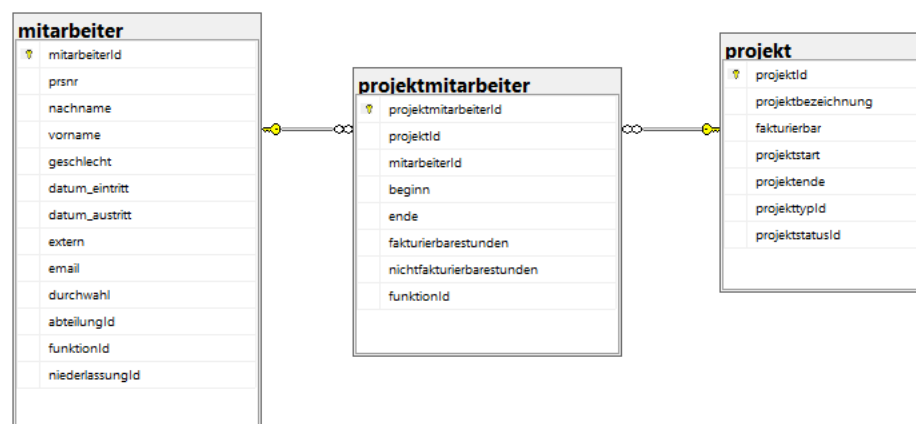 mitarbeiter
mitarbeiterId
prsnr
nachname
vorname
geschlecht
datum_eintritt
datum_austritt
extern
email
durchwahl
abteilungId
funktionId
niederlassungId
projektmitarbeiter
projektmitarbeiterId
projektId
mitarbeiterId
beginn
ende
fakturierbarestunden
nichtfakturierbarestunden
funktionId
projekt
projektId
projektbezeichnung
fakturierbar
projektstart
projektende
projekttypId
projektstatusId